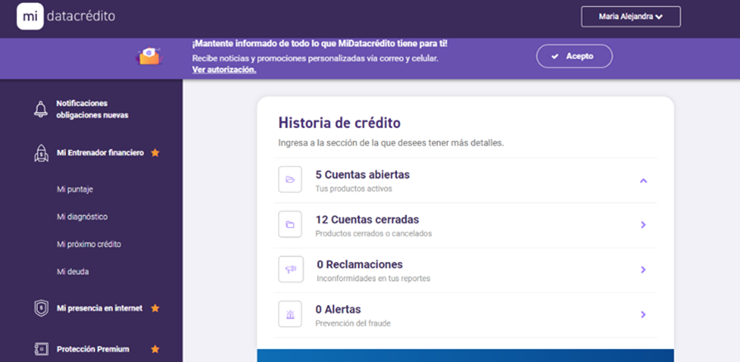 mi datacrédito
Maria Alejandra
¡Mantente informado de todo lo que MiDatacrédito tiene para ti!
Recibe noticias y promociones personalizadas vía correo y celular.
Ver autorización.
Acepto
Notificaciones
obligaciones nuevas
Mi Entrenador financiero
Mi puntaje
Mi diagnóstico
Mi próximo crédito
Mi deuda
Mi presencia en internet
Protección Premium
Historia de crédito
Ingresa a la sección de la que desees tener más detalles.
5 Cuentas abiertas
Tus productos activos
12 Cuentas cerradas
Productos cerrados o cancelados
0 Reclamaciones
Inconformidades en tus reportes
0 Alertas
Prevención del fraude